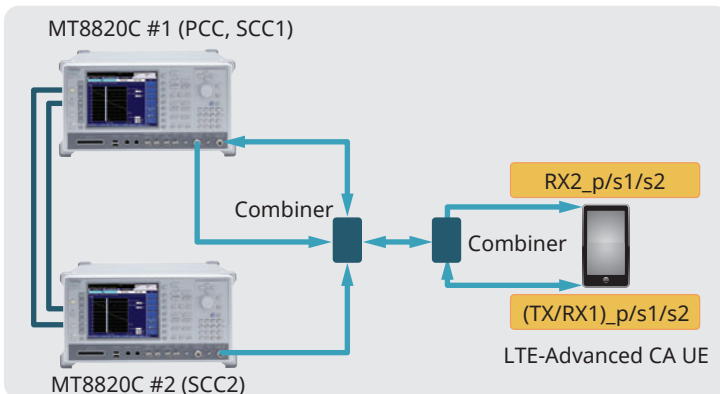 MT8820C #1 (PCC, SCC1)
RX2_p/s1/s2
Combiner
Combiner
(TX/RX1)_p/s1/s2
LTE-Advanced CA UE
MT8820C #2 (SCC2)